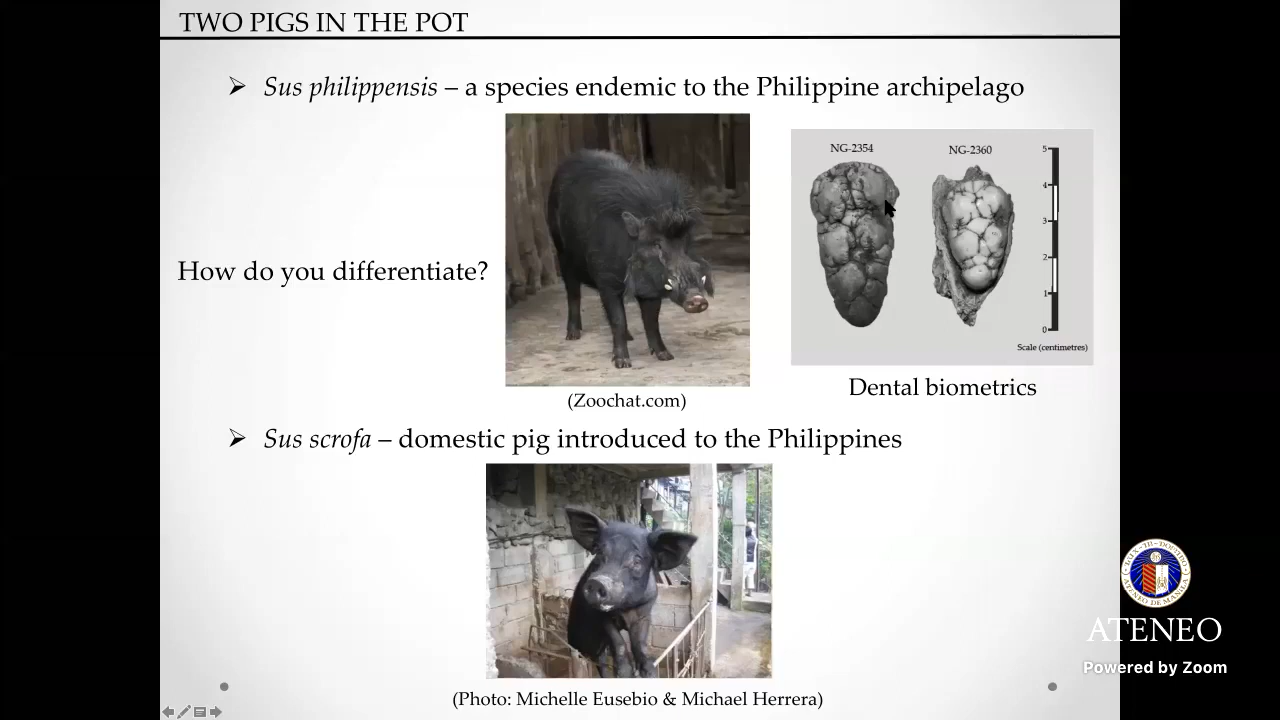 TWO PIGS IN THE POT
➢ Sus philippensis – a species endemic to the Philippine archipelago
NG-2354
NG-2360
5
4
3
2
1
0
Scale (centimetres)
How do you differentiate?
Dental biometrics
(Zoochat.com)
➢ Sus scrofa – domestic pig introduced to the Philippines
(Photo: Michelle Eusebio & Michael Herrera)
ATENEO
Powered by Zoom